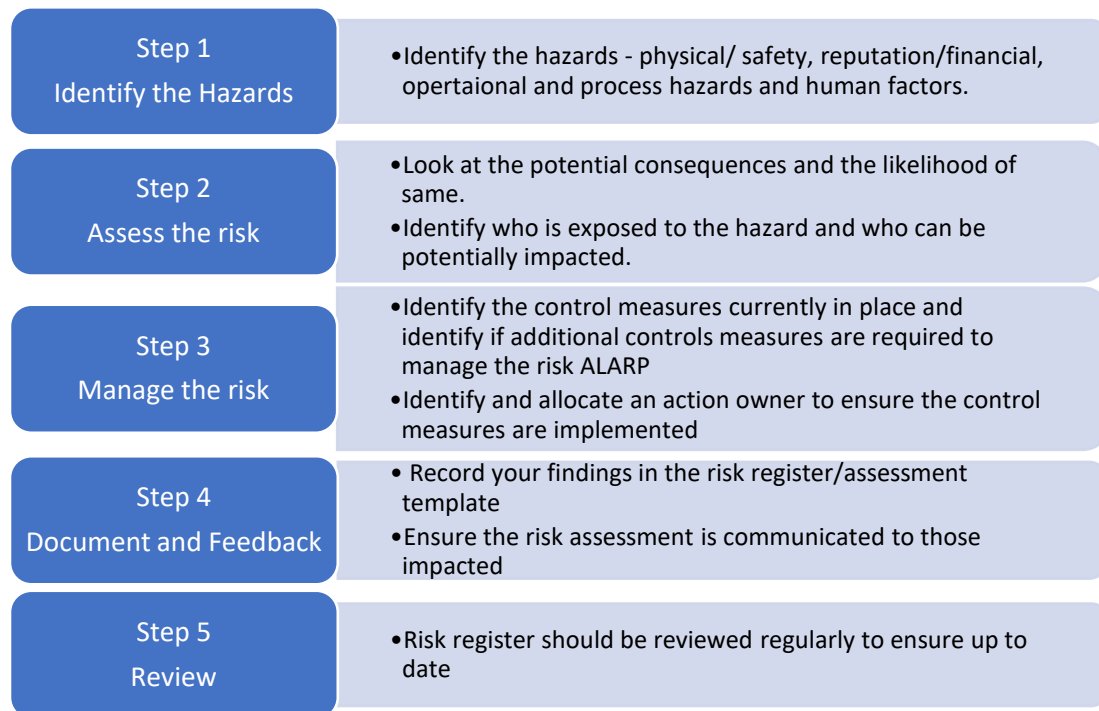 Step 1
Identify the Hazards
•Identify the hazards - physical/ safety, reputation/financial,
opertaional and process hazards and human factors.
Step 2
Assess the risk
•Look at the potential consequences and the likelihood of
same.
•Identify who is exposed to the hazard and who can be
potentially impacted.
Step 3
Manage the risk
•Identify the control measures currently in place and
identify if additional controls measures are required to
manage the risk ALARP
•Identify and allocate an action owner to ensure the control
measures are implemented
Step 4
Document and Feedback
• Record your findings in the risk register/assessment
template
•Ensure the risk assessment is communicated to those
impacted
Step 5
Review
•Risk register should be reviewed regularly to ensure up to
date